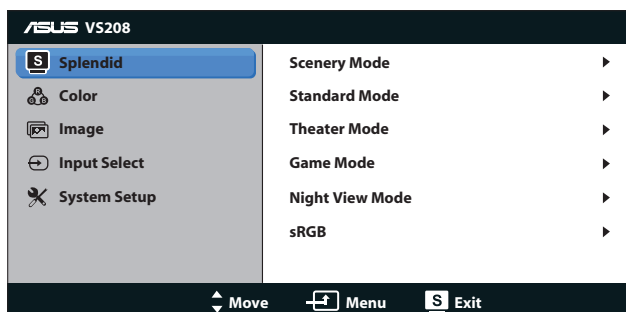 ASUS VS208
S Splendid
Color
Image
Input Select
System Setup
Scenery Mode
Standard Mode
Theater Mode
Game Mode
Night View Mode
sRGB
Move Menu S Exit